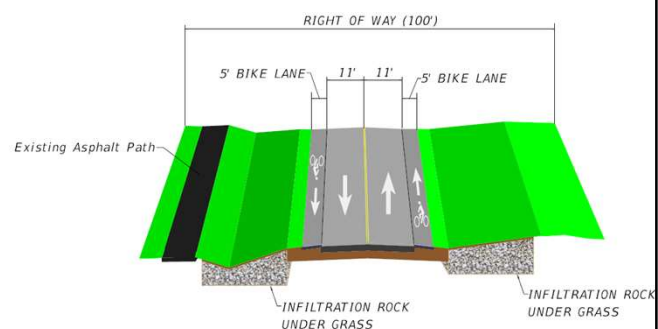 RIGHT OF WAY (100')
5' BIKE LANE
11'
11'
5' BIKE LANE
Existing Asphalt Path
INFILTRATION ROCK
UNDER GRASS
INFILTRATION ROCK
UNDER GRASS